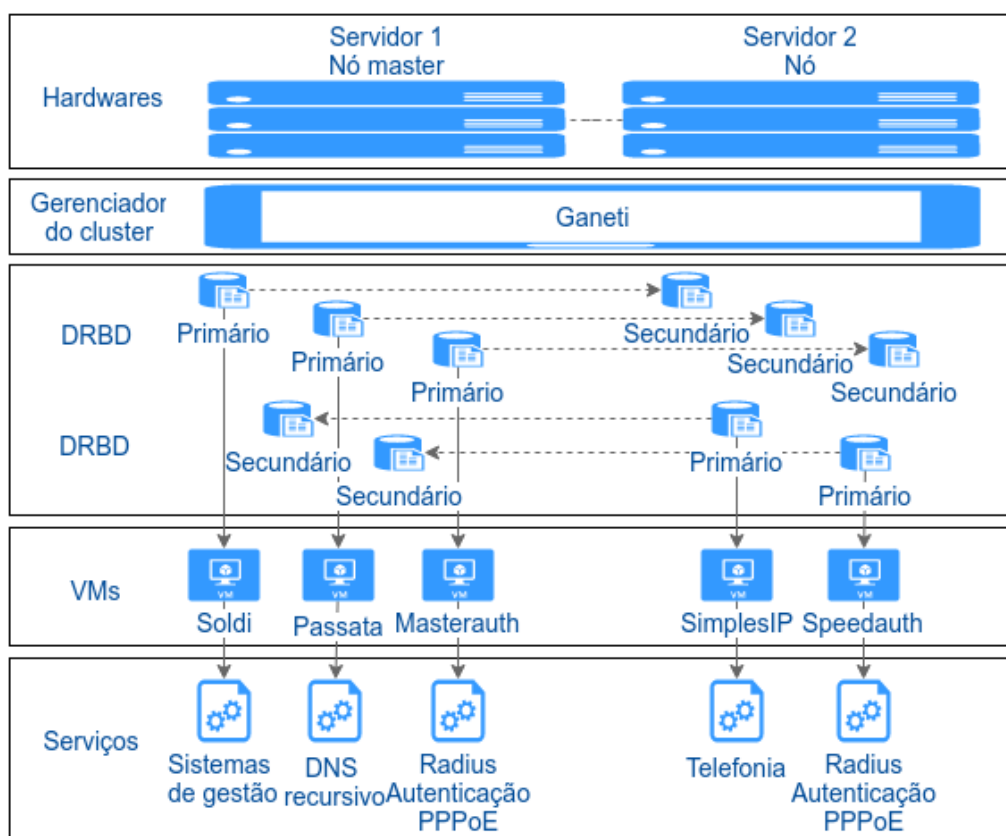 Servidor 1
Nó master
Servidor 2
Nó
Hardwares
Gerenciador
do cluster
Ganeti
DRBD
Primário
Secundário
Primário
Secundário
Primário
Secundário
DRBD
Secundário
Primário
Secundário
Primário
VMs
VM
VM
VM
VM
VM
Soldi
Passata
Masterauth
SimplesIP
Speedauth
Serviços
Sistemas
de gestão
DNS
recursivo
Radius
Autenticação
PPPoE
Telefonia
Radius
Autenticação
PPPoE